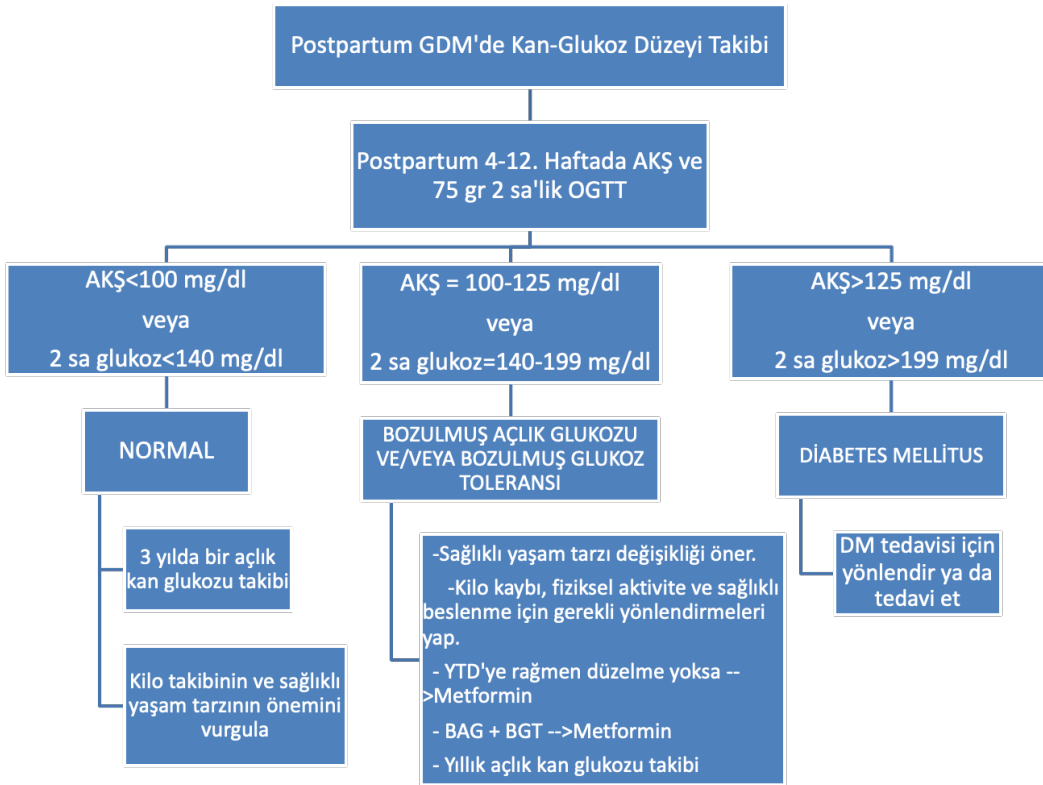 Postpartum GDM'de Kan-Glukoz Düzeyi Takibi
Postpartum 4-12. Haftada AKŞ ve
75 gr 2 sa'lik OGTT
AKŞ<100 mg/dl
veya
2 sa glukoz<140 mg/dl
AKŞ = 100-125 mg/dl
veya
2 sa glukoz=140-199 mg/dl
AKŞ>125 mg/dl
veya
2 sa glukoz>199 mg/dl
NORMAL
BOZULMUŞ AÇLIK GLUKOZU
VE/VEYA BOZULMUŞ GLUKOZ
TOLERANSI
DİABETES MELLİTUS
3 yılda bir açlık
kan glukozu takibi
Kilo takibinin ve sağlıklı
yaşam tarzının önemini
vurgula
-Sağlıklı yaşam tarzı değişikliği öner.
-Kilo kaybı, fiziksel aktivite ve sağlıklı
beslenme için gerekli yönlendirmeleri
yap.
- YTD'ye rağmen düzelme yoksa --
>Metformin
- BAG + BGT -->Metformin
- Yıllık açlık kan glukozu takibi
DM tedavisi için
yönlendir ya da
tedavi et